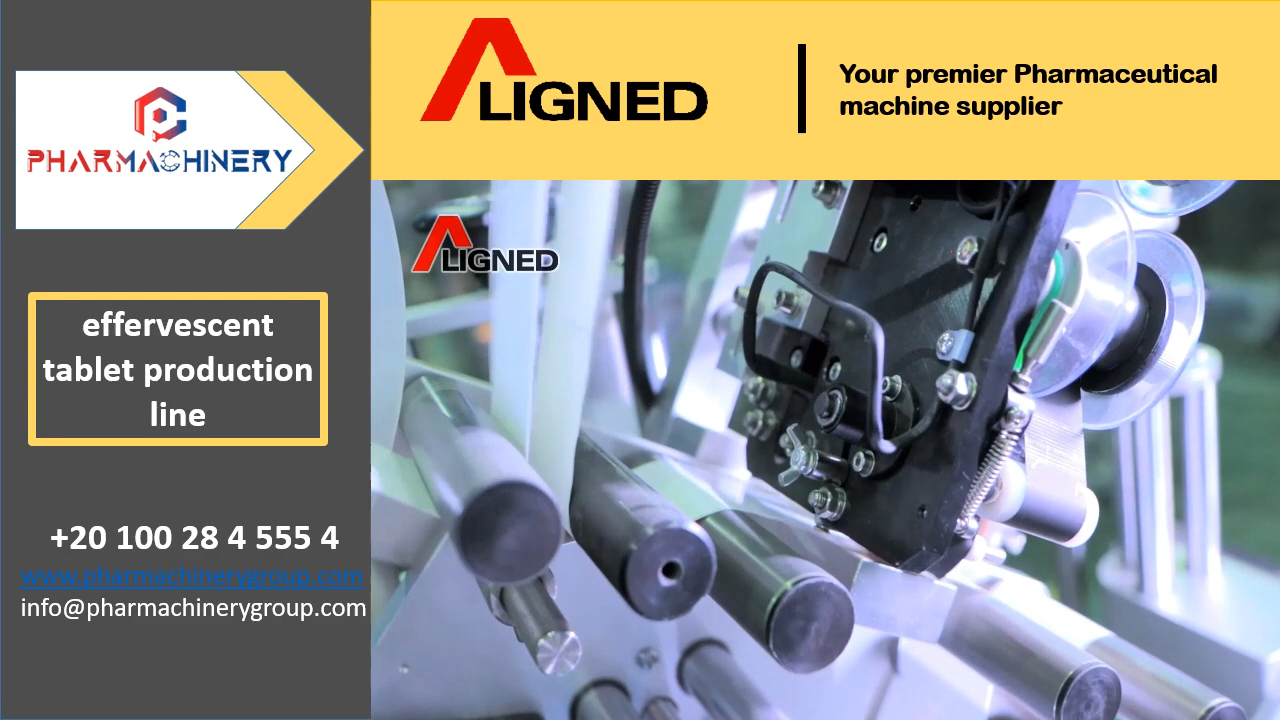 PHARMACHINERY
effervescent
tablet production
line
+20 100 28 4 555 4
www.pharmachinerygroup.com
info@pharmachinerygroup.com
ALIGNED
Your premier Pharmaceutical
machine supplier
ALIGNED